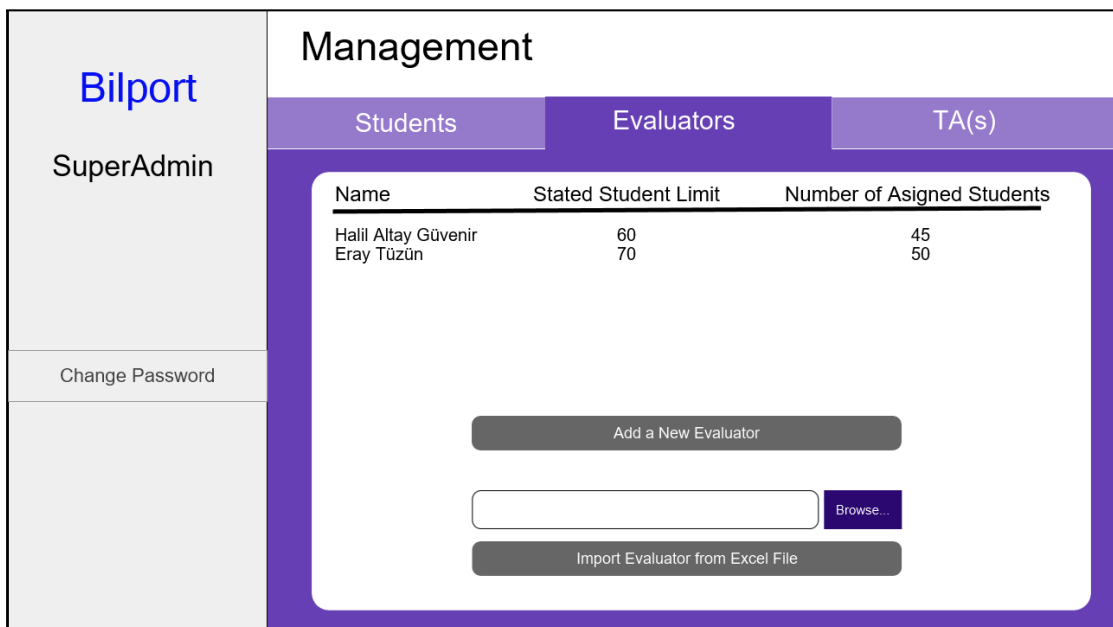 Bilport
SuperAdmin
Change Password
Management
Students Evaluators TA(s)
Name Stated Student Limit Number of Asigned Students
Halil Altay Güvenir 60 45
Eray Tüzün 70 50
Add a New Evaluator
Browse...
Import Evaluator from Excel File